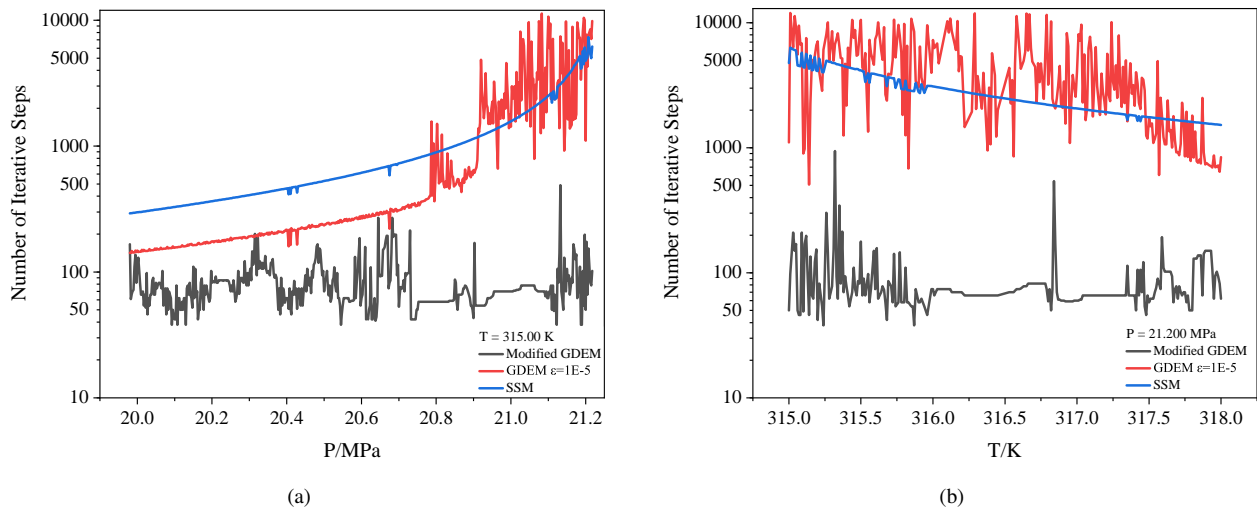 10000
5000
1000
500
100
50
10
Number of Iterative Steps
20.0 20.2 20.4 20.6 20.8 21.0 21.2
P/MPa
T = 315.00 K
Modified GDEM
GDEM ε=1E-5
SSM
(a)
10000
5000
1000
500
100
50
10
Number of Iterative Steps
315.0 315.5 316.0 316.5 317.0 317.5 318.0
T/K
P = 21.200 MPa
Modified GDEM
GDEM ε=1E-5
SSM
(b)